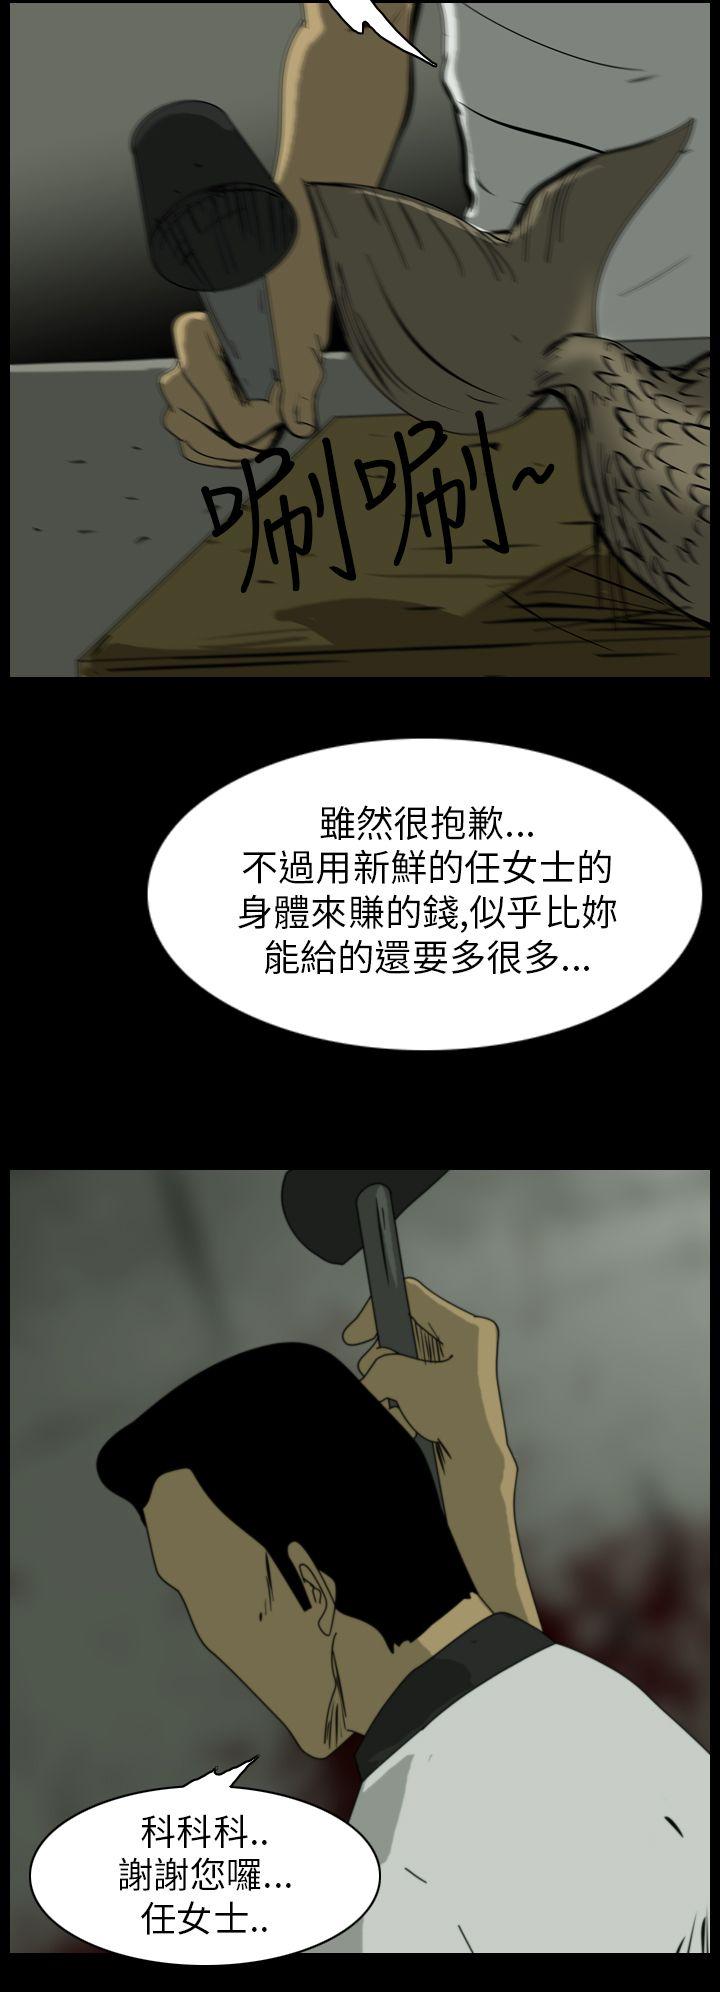 唰唰~
雖然很抱歉...
不過用新鮮的任女士的
身體來賺的錢,似乎比妳
能給的還要多很多...
科科科..
謝謝您囉...
任女士..